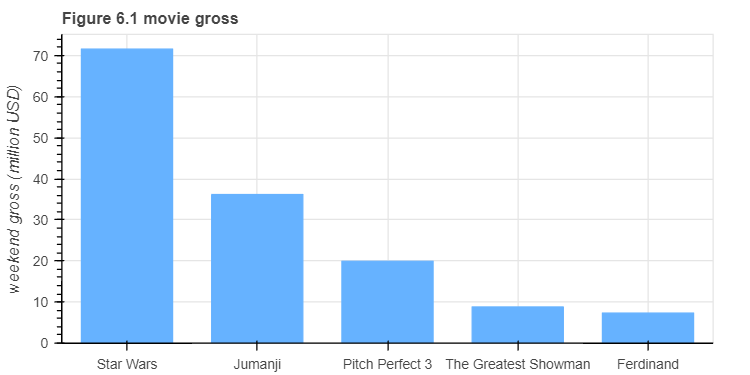 Figure 6.1 movie gross
weekend gross (million USD)
70
60
50
40
30
20
10
0
Star Wars
Jumanji
Pitch Perfect 3
The Greatest Showman
Ferdinand